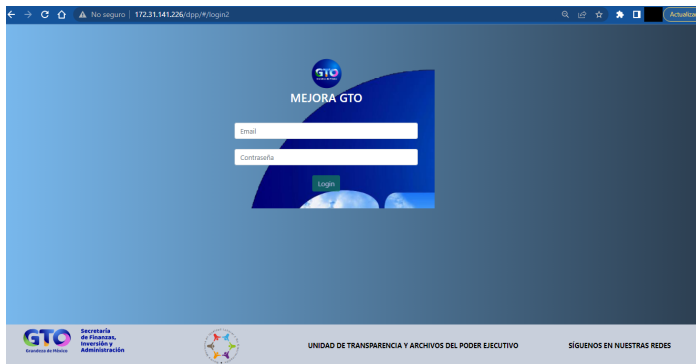 No seguro | 172.31.141.226/dpp/#/login2
Actualizar
GTO
MEJORA GTO
Email
Contraseña
Login
GTO
Grandeza de México
Secretaría
de Finanzas,
Inversión y
Administración
UNIDAD DE TRANSPARENCIA Y ARCHIVOS DEL PODER EJECUTIVO
SÍGUENOS EN NUESTRAS REDES